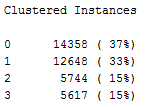 Clustered Instances
0 14358 ( 37%)
1 12648 ( 33%)
2 5744 ( 15%)
3 5617 ( 15%)